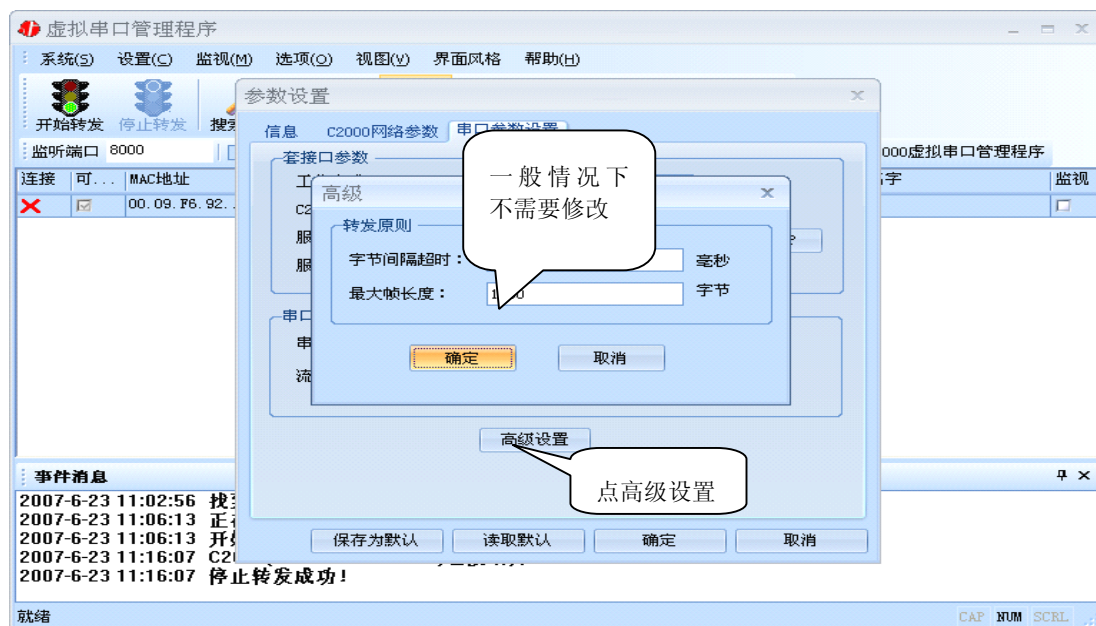 虚拟串口管理程序
系统(S) 设置(C) 监视(M) 选项(O) 视图(V) 界面风格 帮助(H)
开始转发 停止转发
监听端口 8000
000虚拟串口管理程序
连接 可... MAC地址 字 监视
00.09.F6.92..
参数设置
信息 C2000网络参数 串口参数设置
套接口参数
高级
转发原则
字节间隔超时： 毫秒
最大帧长度： 字节
确定 取消
一般情况下
不需要修改
高级设置
点高级设置
保存为默认 读取默认 确定 取消
事件消息
2007-6-23 11:02:56
2007-6-23 11:06:13
2007-6-23 11:06:13
2007-6-23 11:16:07
2007-6-23 11:16:07 停止转发成功!
就绪 CAP NUM SCRL